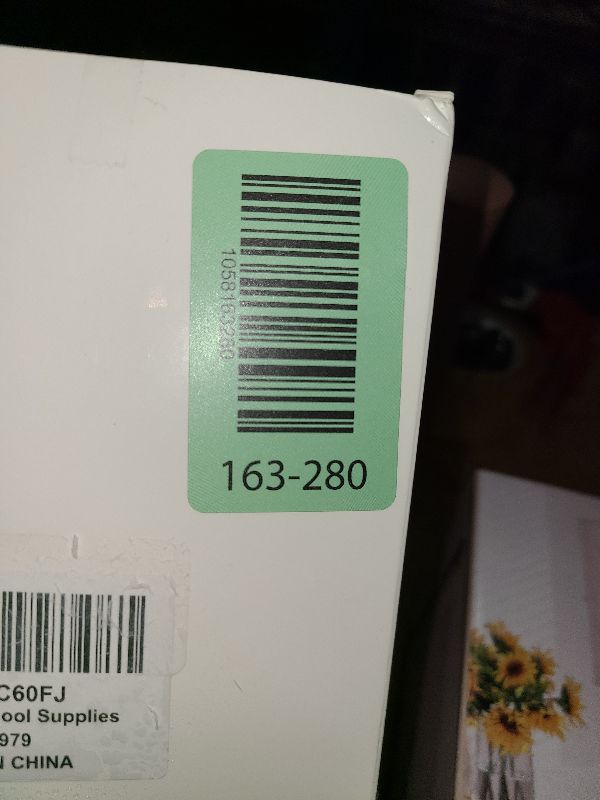 1058163280
163-280
C60FJ
ool Supplies
979
N CHINA